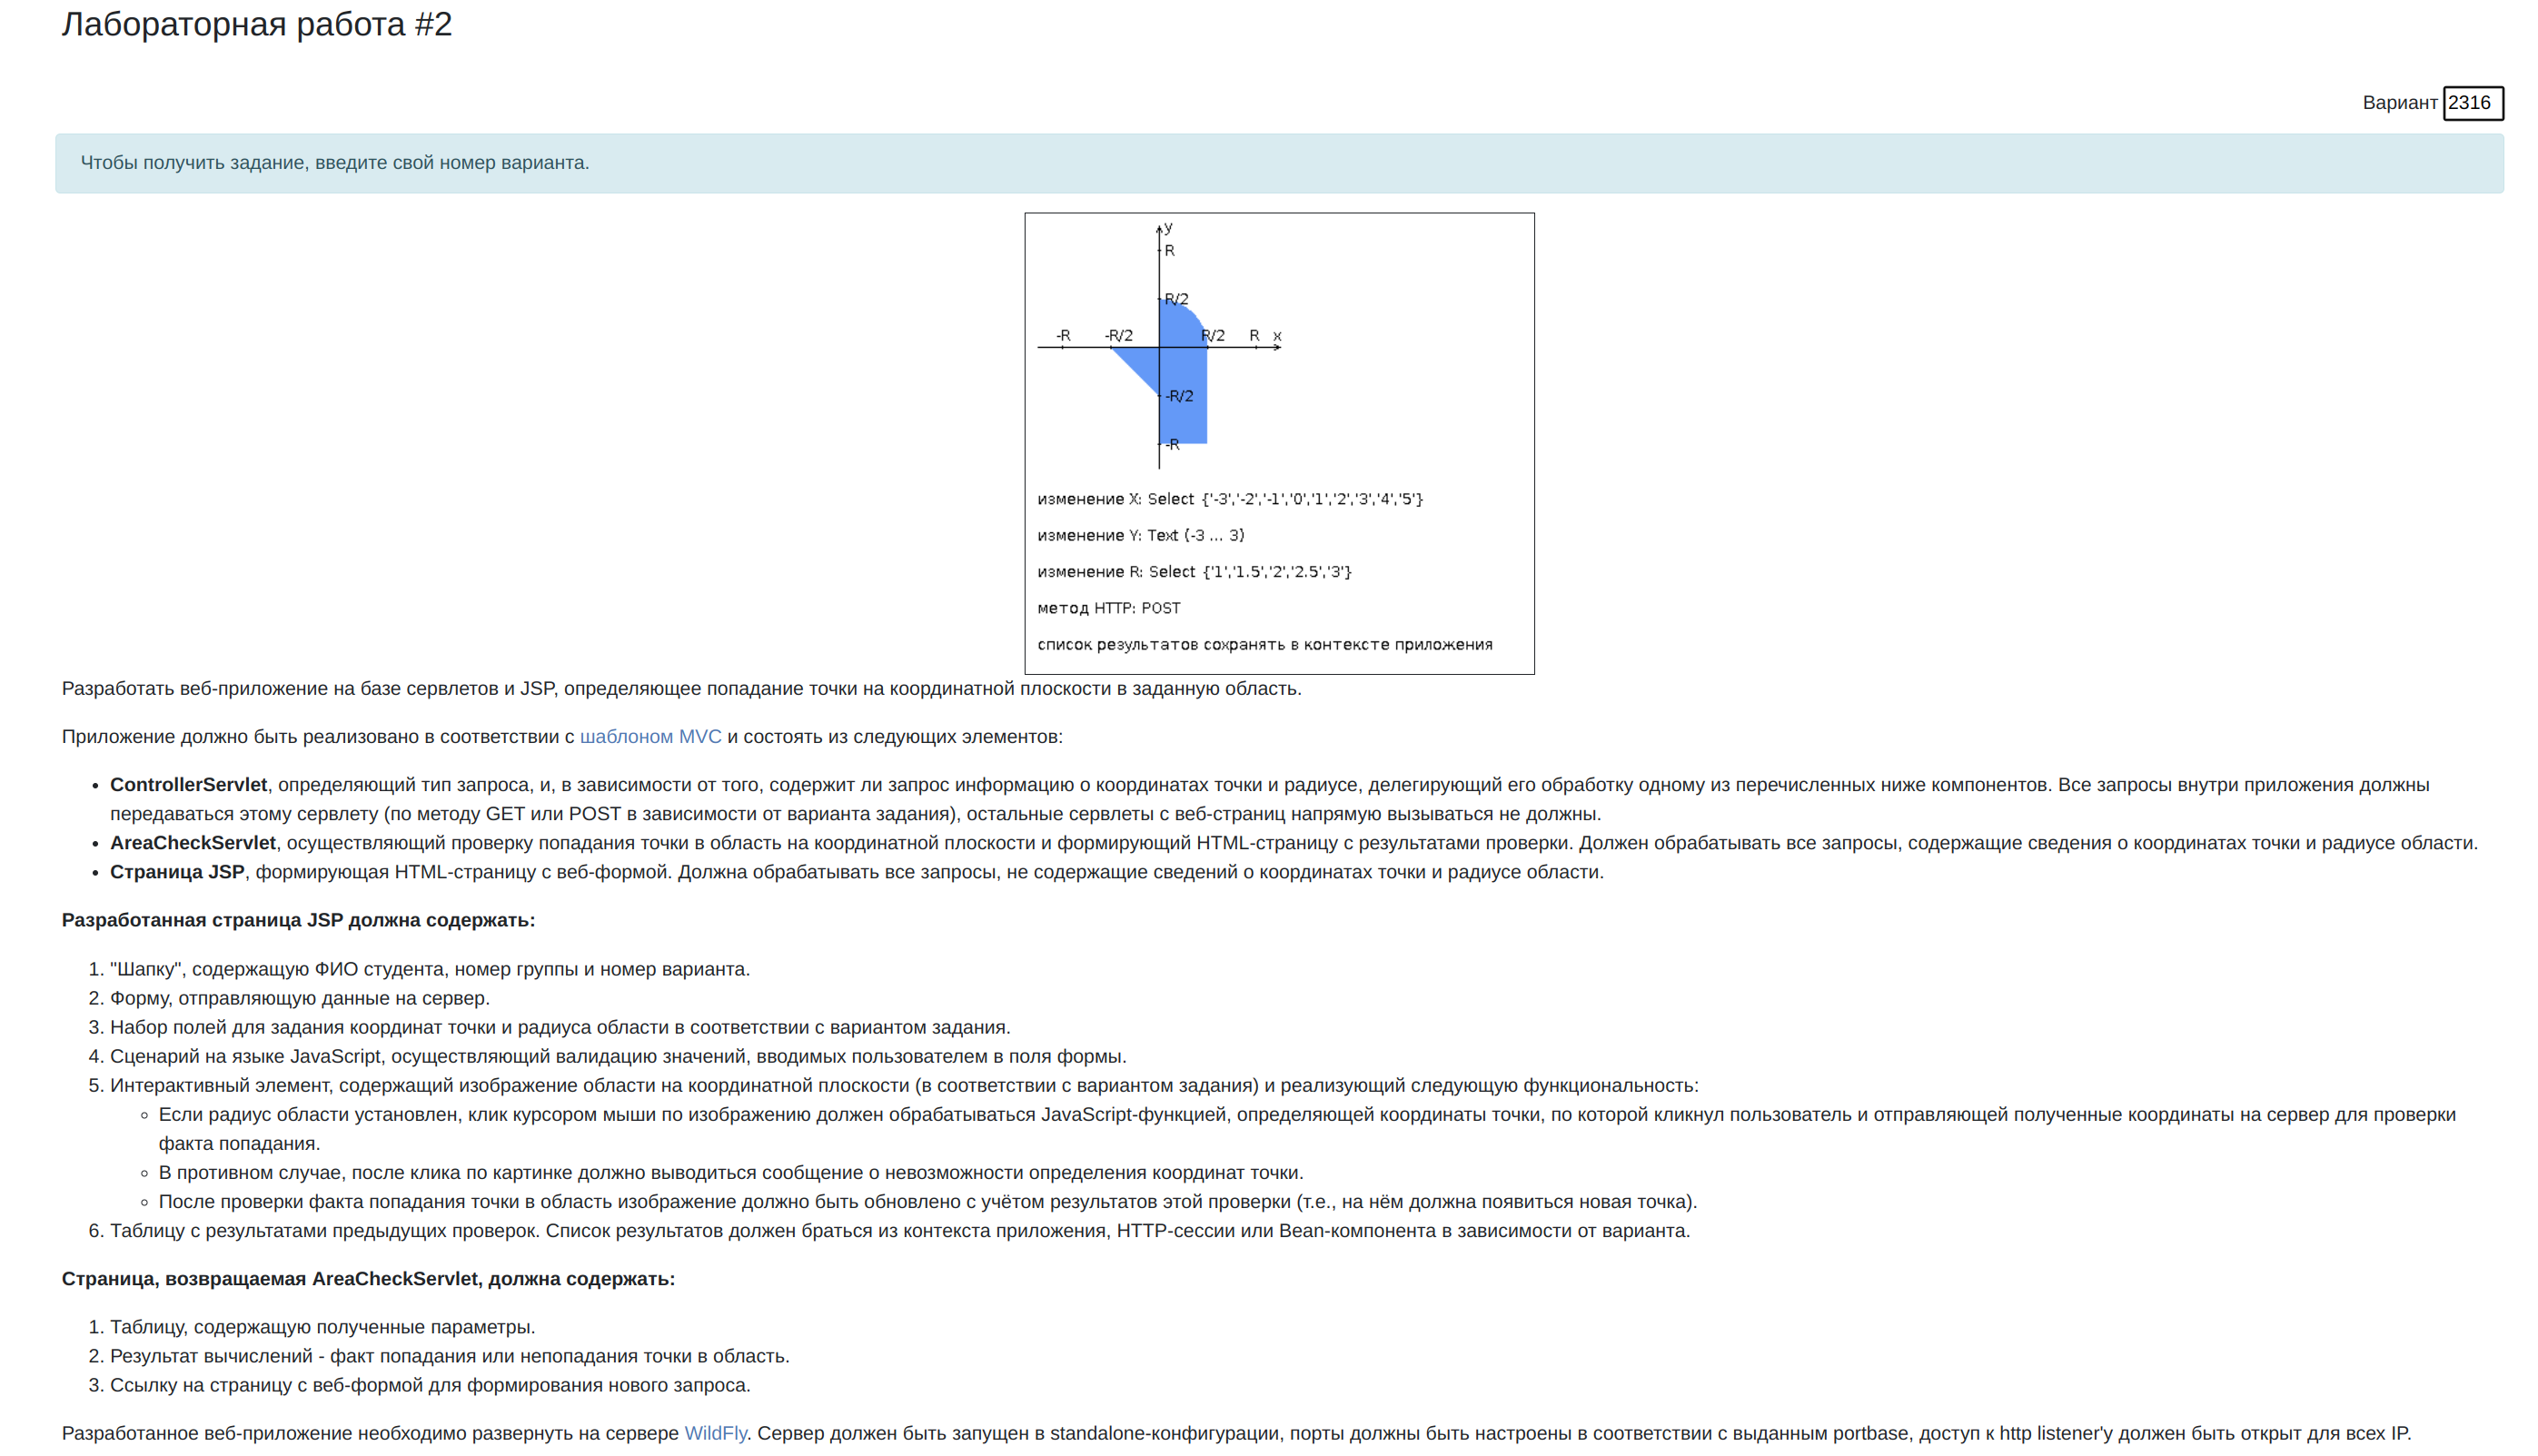 Лабораторная работа #2
Вариант 2316
Чтобы получить задание, введите свой номер варианта.
y
R
R/2
-R -R/2 R/2 R x
-R/2
-R
изменение X: Select {'-3','-2','-1','0','1','2','3','4','5'}
изменение Y: Text (-3 ... 3)
изменение R: Select {'1','1.5','2','2.5','3'}
метод HTTP: POST
список результатов сохранять в контексте приложения
Разработать веб-приложение на базе сервлетов и JSP, определяющее попадание точки на координатной плоскости в заданную область.
Приложение должно быть реализовано в соответствии с шаблоном MVC и состоять из следующих элементов:
• ControllerServlet, определяющий тип запроса, и, в зависимости от того, содержит ли запрос информацию о координатах точки и радиусе, делегирующий его обработку одному из перечисленных ниже компонентов. Все запросы внутри приложения должны
передаваться этому сервлету (по методу GET или POST в зависимости от варианта задания), остальные сервлеты с веб-страниц напрямую вызываться не должны.
• AreaCheckServlet, осуществляющий проверку попадания точки в область на координатной плоскости и формирующий HTML-страницу с результатами проверки. Должен обрабатывать все запросы, содержащие сведения о координатах точки и радиусе области.
• Страница JSP, формирующая HTML-страницу с веб-формой. Должна обрабатывать все запросы, не содержащие сведений о координатах точки и радиусе области.
Разработанная страница JSP должна содержать:
1. "Шапку", содержащую ФИО студента, номер группы и номер варианта.
2. Форму, отправляющую данные на сервер.
3. Набор полей для задания координат точки и радиуса области в соответствии с вариантом задания.
4. Сценарий на языке JavaScript, осуществляющий валидацию значений, вводимых пользователем в поля формы.
5. Интерактивный элемент, содержащий изображение области на координатной плоскости (в соответствии с вариантом задания) и реализующий следующую функциональность:
◦ Если радиус области установлен, клик курсором мыши по изображению должен обрабатываться JavaScript-функцией, определяющей координаты точки, по которой кликнул пользователь и отправляющей полученные координаты на сервер для проверки
факта попадания.
◦ В противном случае, после клика по картинке должно выводиться сообщение о невозможности определения координат точки.
◦ После проверки факта попадания точки в область изображение должно быть обновлено с учётом результатов этой проверки (т.е., на нём должна появиться новая точка).
6. Таблицу с результатами предыдущих проверок. Список результатов должен браться из контекста приложения, HTTP-сессии или Bean-компонента в зависимости от варианта.
Страница, возвращаемая AreaCheckServlet, должна содержать:
1. Таблицу, содержащую полученные параметры.
2. Результат вычислений - факт попадания или непопадания точки в область.
3. Ссылку на страницу с веб-формой для формирования нового запроса.
Разработанное веб-приложение необходимо развернуть на сервере WildFly. Сервер должен быть запущен в standalone-конфигурации, порты должны быть настроены в соответствии с выданным portbase, доступ к http listener'у должен быть открыт для всех IP.